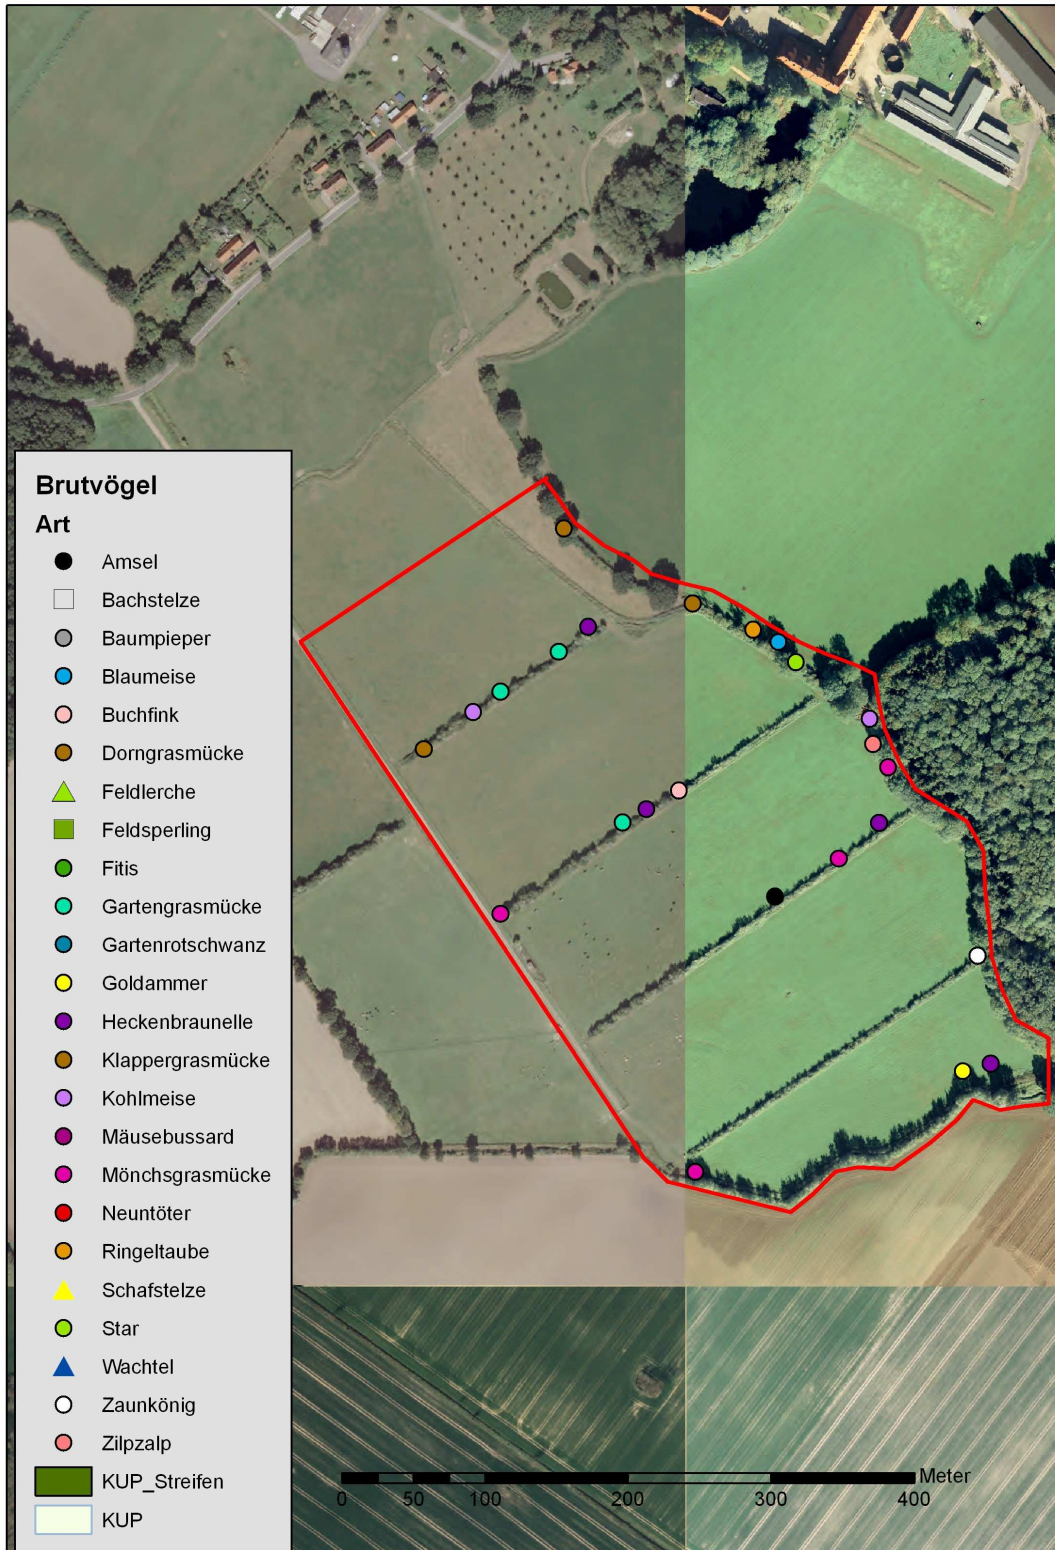 Brutvögel
Art
Amsel
Bachstelze
Baumpieper
Blaumeise
Buchfink
Dorngrasmücke
Feldlerche
Feldsperling
Fitis
Gartengrasmücke
Gartenrotschwanz
Goldammer
Heckenbraunelle
Klappergrasmücke
Kohlmeise
Mäusebussard
Mönchsgrasmücke
Neuntöter
Ringeltaube
Schafstelze
Star
Wachtel
Zaunkönig
Zilpzalp
KUP_Streifen
KUP
Meter
0 50 100 200 300 400